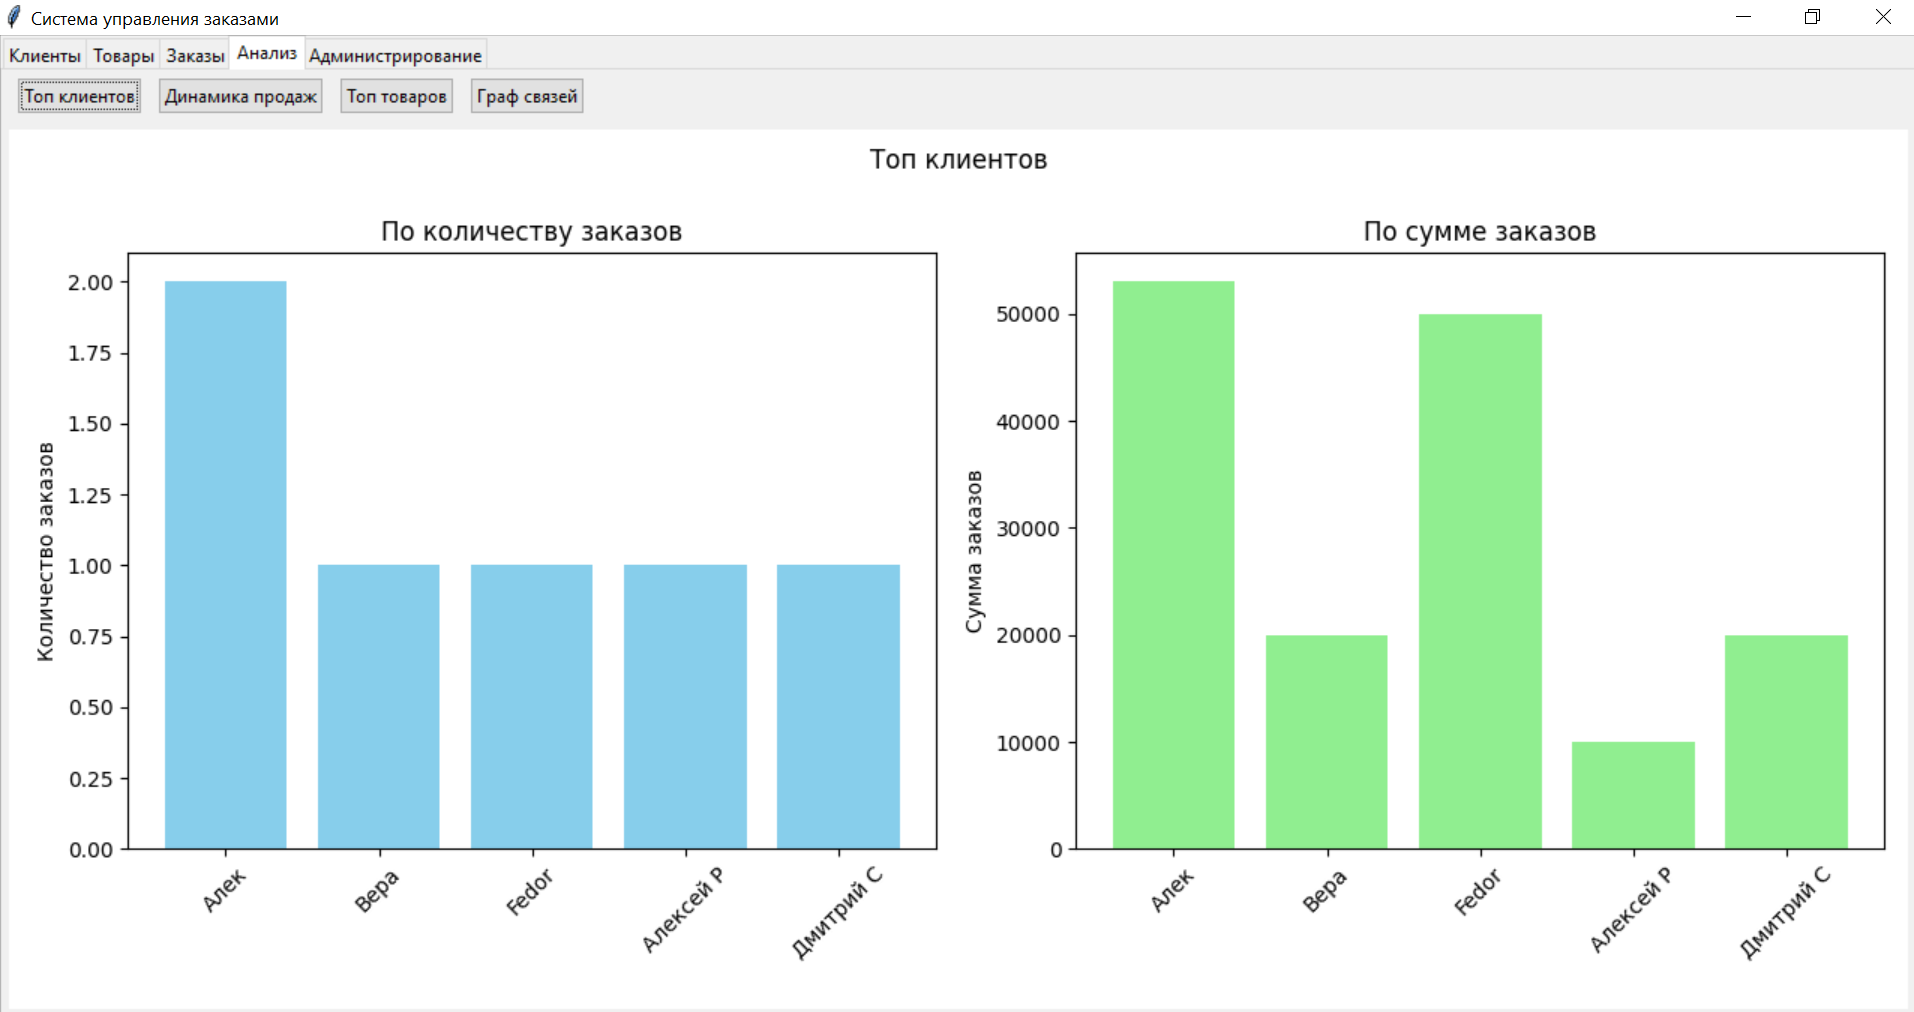 Система управления заказами
Клиенты Товары Заказы Анализ Администрирование
Топ клиентов Динамика продаж Топ товаров Граф связей
Топ клиентов
По количеству заказов
Количество заказов
2.00
1.75
1.50
1.25
1.00
0.75
0.50
0.25
0.00
Алек Вера Fedor Алексей Р Дмитрий С
По сумме заказов
Сумма заказов
50000
40000
30000
20000
10000
0
Алек Вера Fedor Алексей Р Дмитрий С